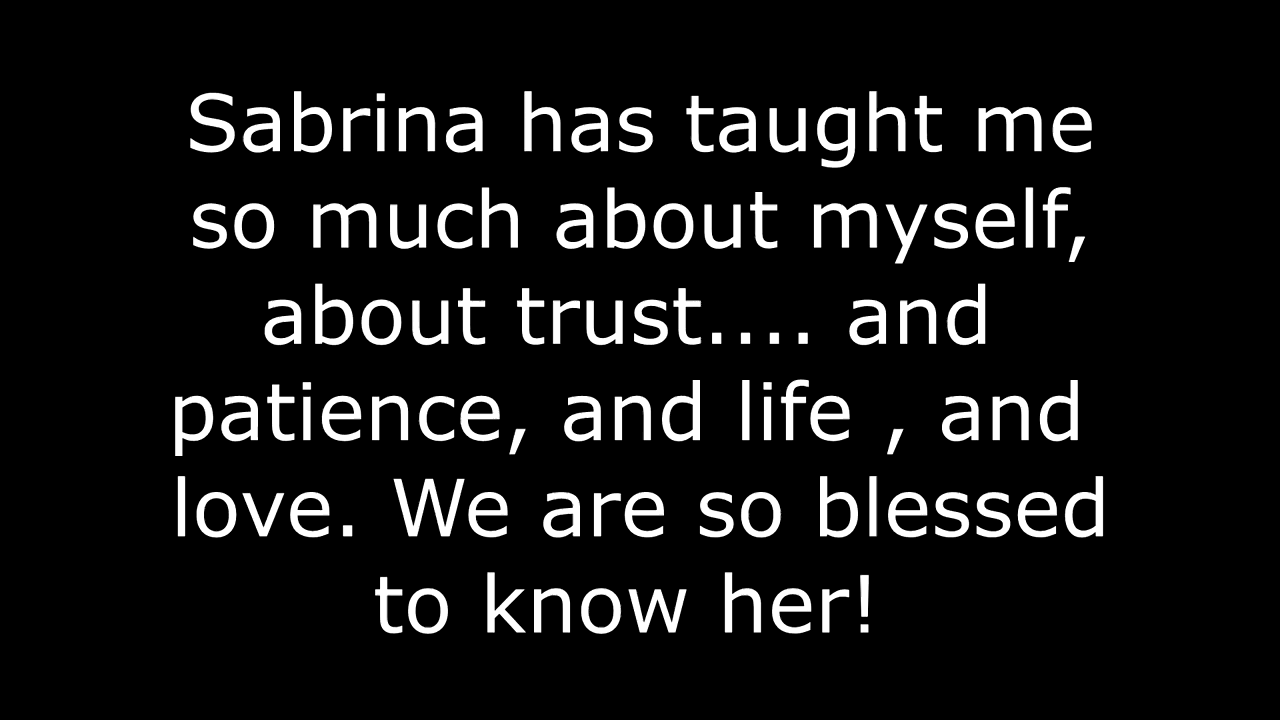 Sabrina has taught me
so much about myself,
about trust.... and
patience, and life , and
love. We are so blessed
to know her!